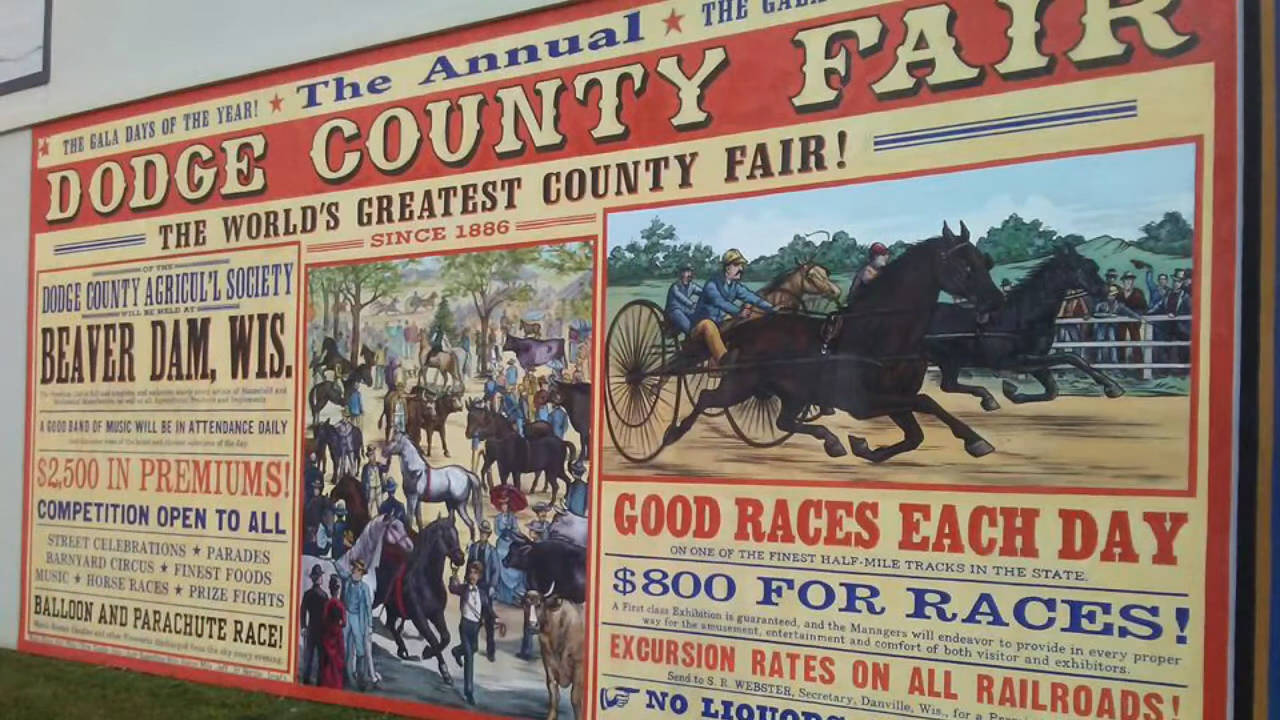 THE GALA DAYS OF THE YEAR! ★ The Annual ★ THE GALA
DODGE COUNTY FAIR
THE WORLD'S GREATEST COUNTY FAIR!
SINCE 1886
OF THE
DODGE COUNTY AGRICUL'L SOCIETY
WILL BE HELD AT
BEAVER DAM, WIS.
A GOOD BAND OF MUSIC WILL BE IN ATTENDANCE DAILY
$2,500 IN PREMIUMS!
COMPETITION OPEN TO ALL
STREET CELEBRATIONS ★ PARADES
BARNYARD CIRCUS ★ FINEST FOODS
MUSIC ★ HORSE RACES ★ PRIZE FIGHTS
BALLOON AND PARACHUTE RACE!
GOOD RACES EACH DAY
ON ONE OF THE FINEST HALF-MILE TRACKS IN THE STATE.
$800 FOR RACES!
A First class Exhibition is guaranteed, and the Managers will endeavor to provide in every proper
way for the amusement, entertainment and comfort of both visitor and exhibitors.
EXCURSION RATES ON ALL RAILROADS!
Send to S. R. WEBSTER, Secretary, Danville, Wis., for a
NO LIQUORS